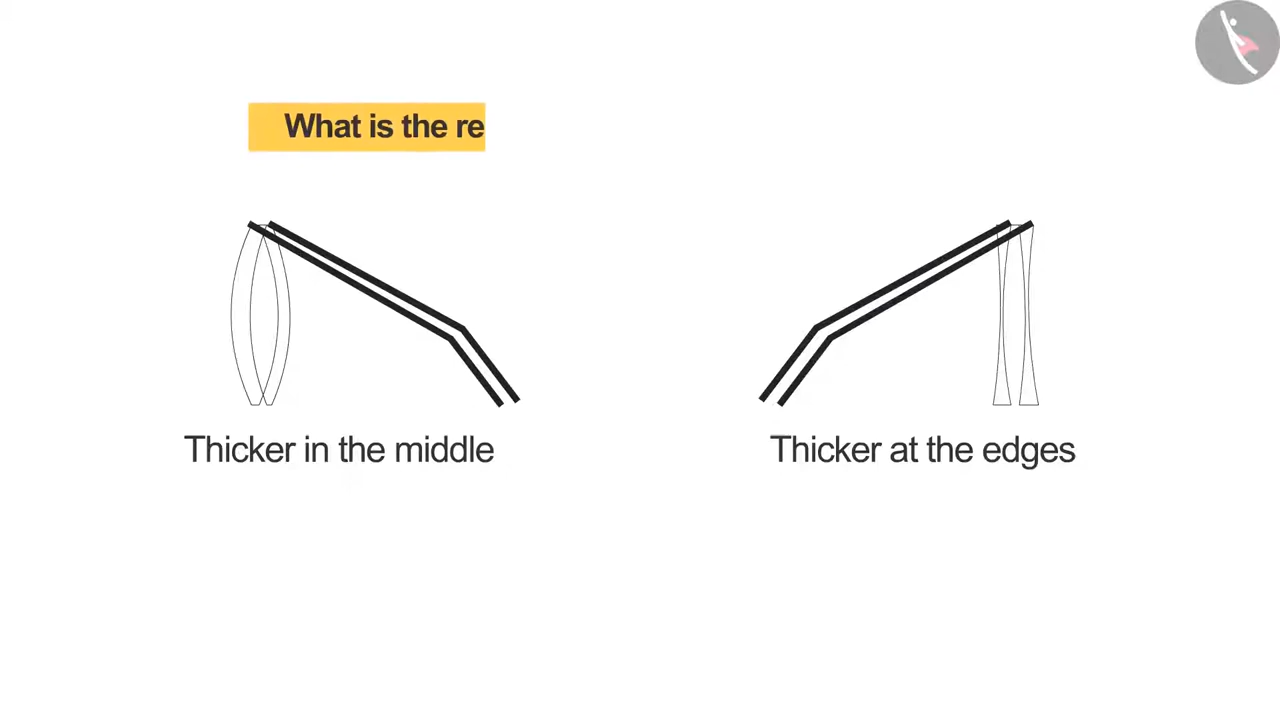 What is the re
Thicker in the middle
Thicker at the edges